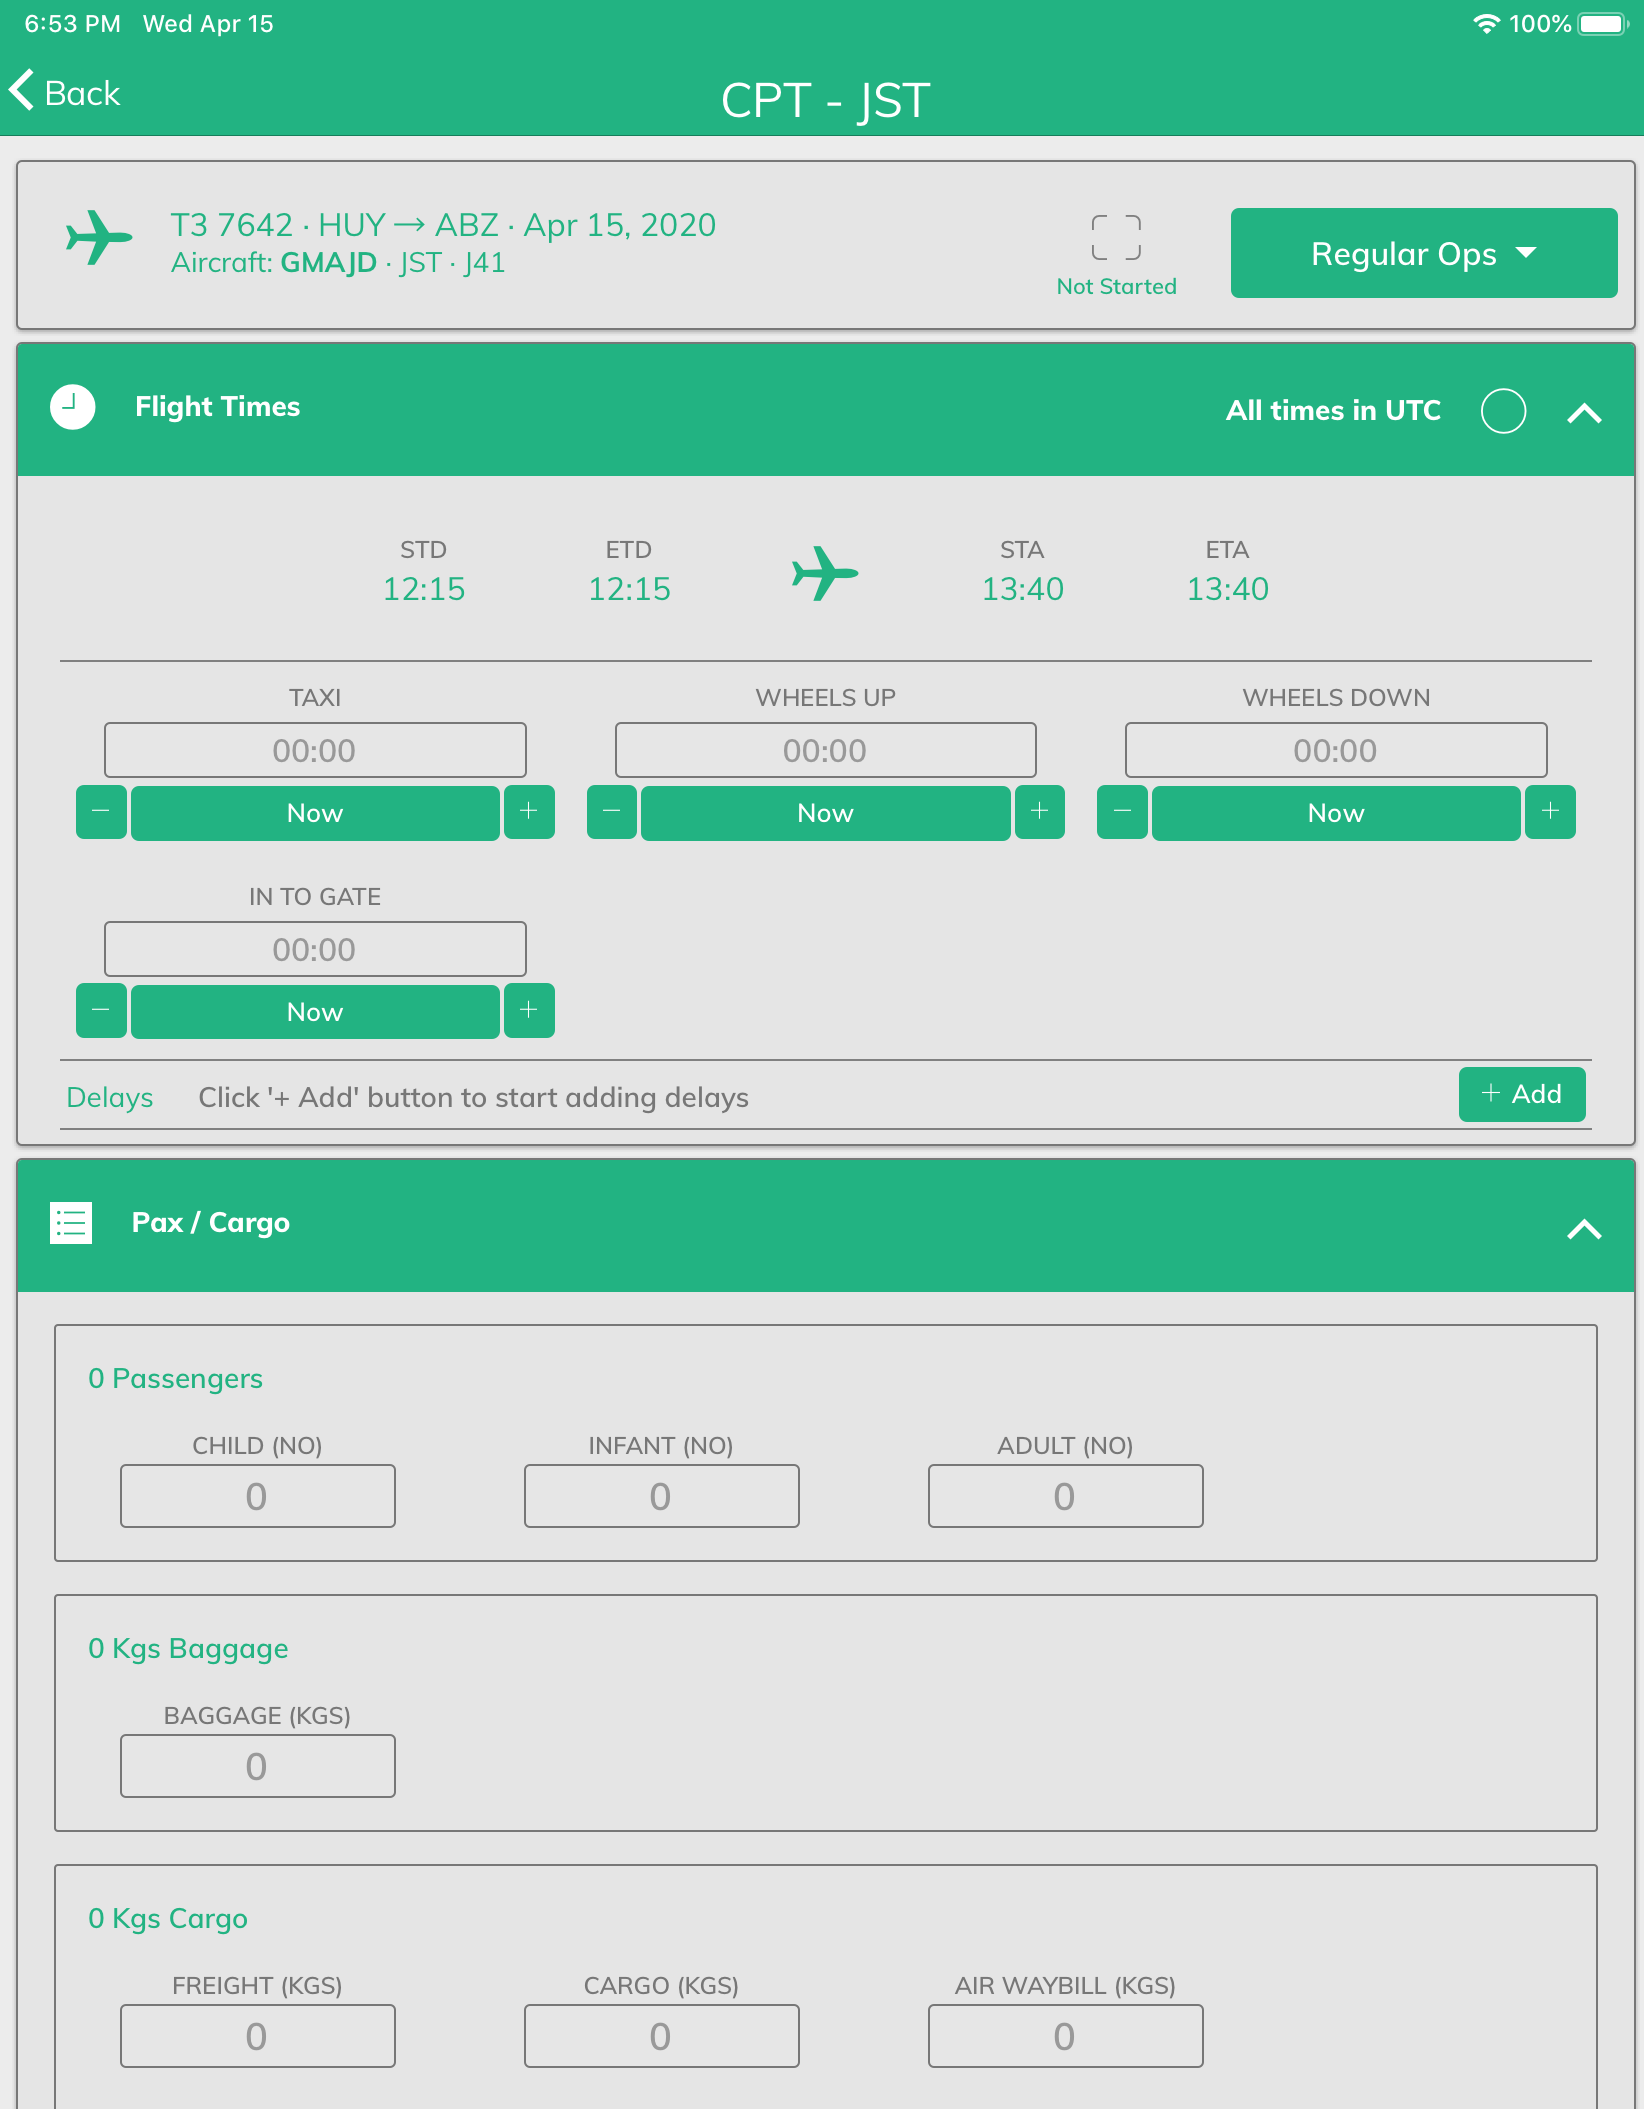 6:53 PM Wed Apr 15 100%
Back
CPT - JST
T3 7642 · HUY → ABZ · Apr 15, 2020
Aircraft: GMAJD · JST · J41
Not Started
Regular Ops
Flight Times
All times in UTC
STD ETD STA ETA
12:15 12:15 13:40 13:40
TAXI WHEELS UP WHEELS DOWN
00:00 00:00 00:00
− Now + − Now + − Now +
IN TO GATE
00:00
− Now +
Delays Click '+ Add' button to start adding delays + Add
Pax / Cargo
0 Passengers
CHILD (NO) INFANT (NO) ADULT (NO)
0 0 0
0 Kgs Baggage
BAGGAGE (KGS)
0
0 Kgs Cargo
FREIGHT (KGS) CARGO (KGS) AIR WAYBILL (KGS)
0 0 0